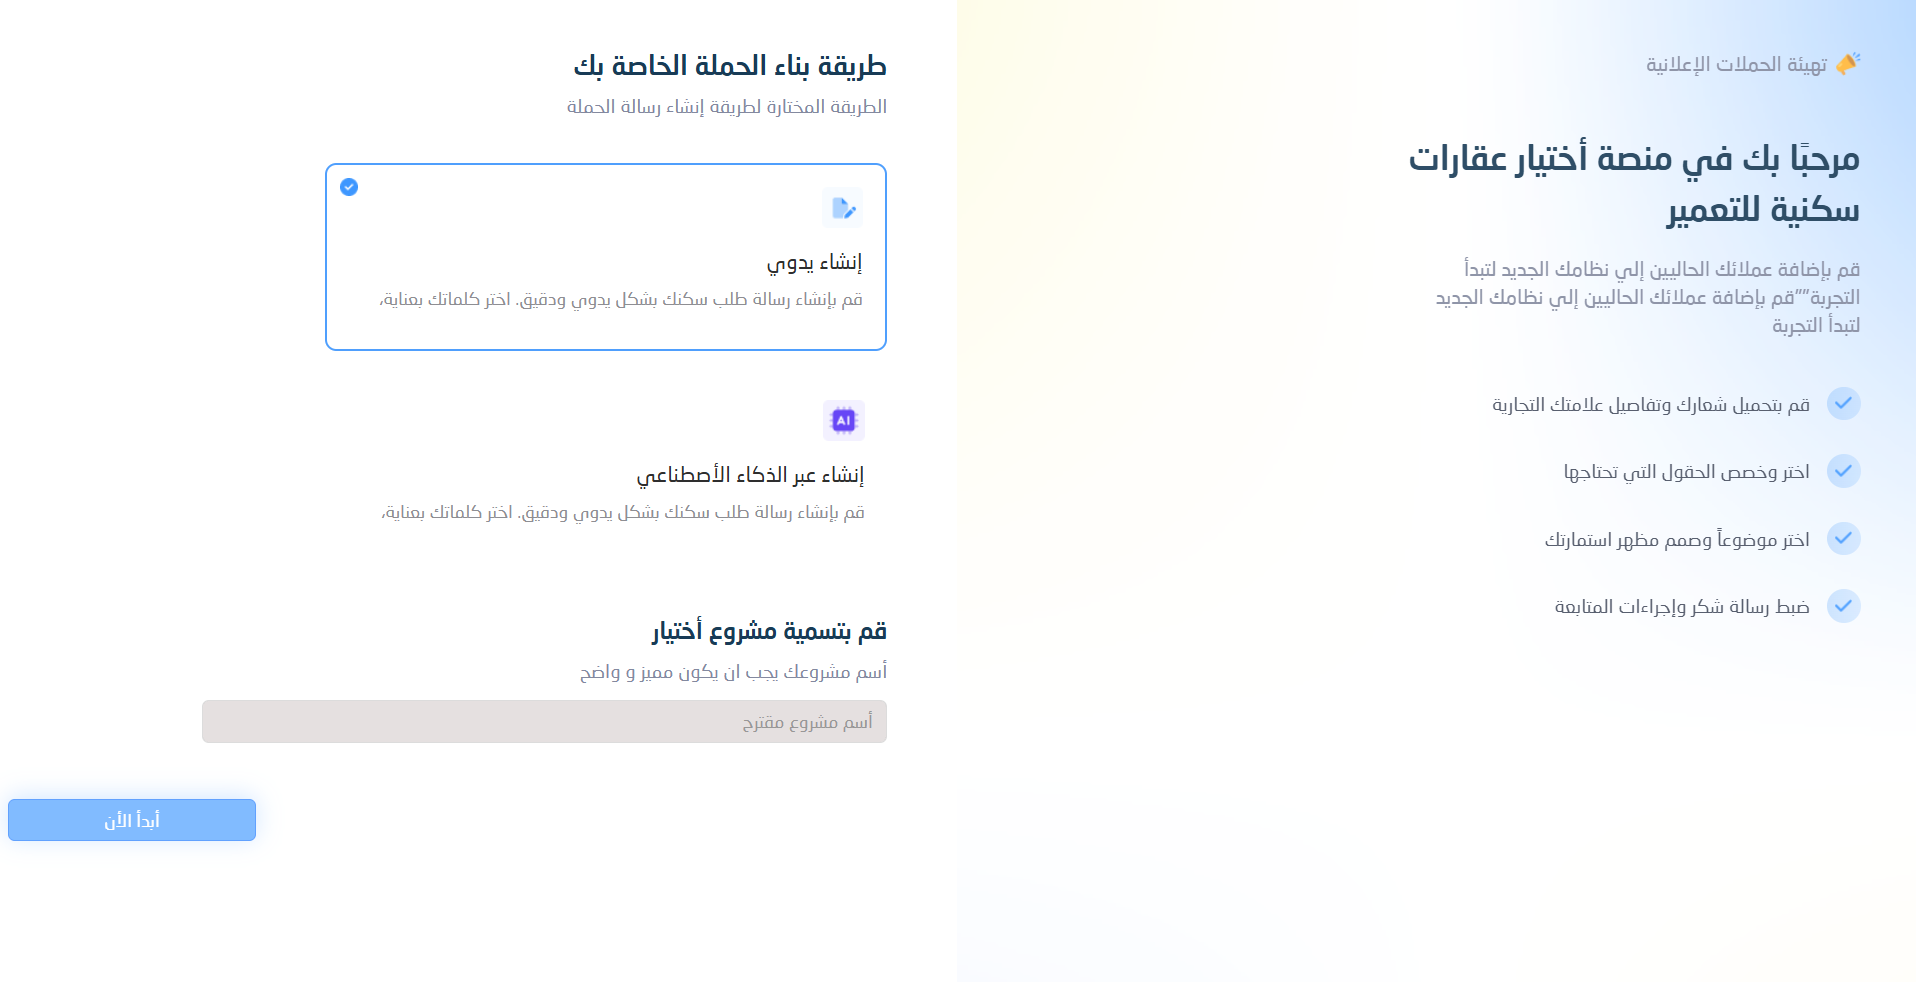 تهيئة الحملات الإعلانية
مرحبًا بك في منصة أختيار عقارات
سكنية للتعمير
قم بإضافة عملائك الحاليين إلي نظامك الجديد لتبدأ
التجربة""قم بإضافة عملائك الحاليين إلي نظامك الجديد
لتبدأ التجربة
قم بتحميل شعارك وتفاصيل علامتك التجارية
اختر وخصص الحقول التي تحتاجها
اختر موضوعاً وصمم مظهر استمارتك
ضبط رسالة شكر وإجراءات المتابعة
طريقة بناء الحملة الخاصة بك
الطريقة المختارة لطريقة إنشاء رسالة الحملة
إنشاء يدوي
قم بإنشاء رسالة طلب سكنك بشكل يدوي ودقيق. اختر كلماتك بعناية،
AI
إنشاء عبر الذكاء الأصطناعي
قم بإنشاء رسالة طلب سكنك بشكل يدوي ودقيق. اختر كلماتك بعناية،
قم بتسمية مشروع أختيار
أسم مشروعك يجب ان يكون مميز و واضح
أسم مشروع مقترح
أبدأ الأن